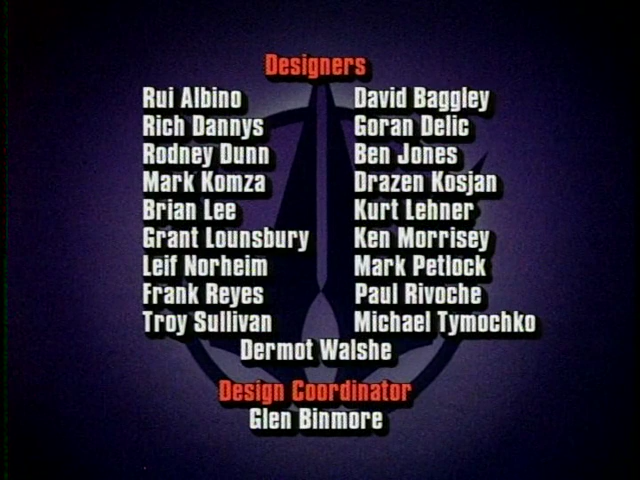 Designers
Rui Albino David Baggley
Rich Dannys Goran Delic
Rodney Dunn Ben Jones
Mark Komza Drazen Kosjan
Brian Lee Kurt Lehner
Grant Lounsbury Ken Morrisey
Leif Norheim Mark Petlock
Frank Reyes Paul Rivoche
Troy Sullivan Michael Tymochko
Dermot Walshe
Design Coordinator
Glen Binmore